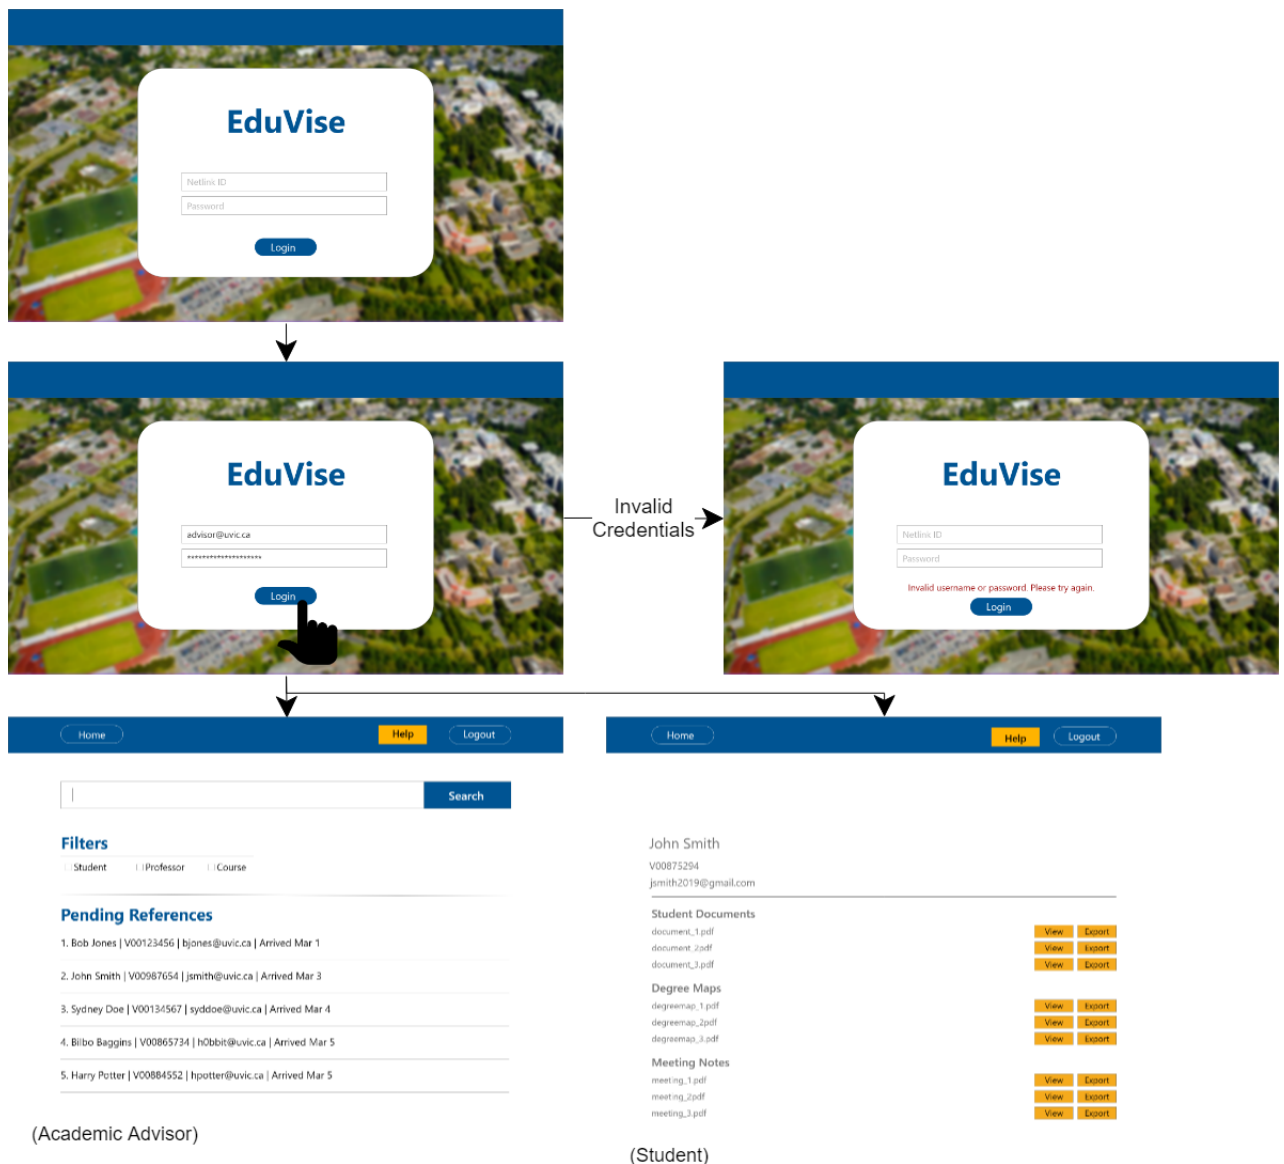 EduVise
Netlink ID
Password
Login
EduVise
advisor@uvic.ca
********************
Login
Invalid
Credentials
EduVise
Netlink ID
Password
Invalid username or password. Please try again.
Login
Home Help Logout
Search
Filters
Student Professor Course
Pending References
1. Bob Jones | V00123456 | bjones@uvic.ca | Arrived Mar 1
2. John Smith | V00987654 | jsmith@uvic.ca | Arrived Mar 3
3. Sydney Doe | V00134567 | syddoe@uvic.ca | Arrived Mar 4
4. Bilbo Baggins | V00865734 | h0bbit@uvic.ca | Arrived Mar 5
5. Harry Potter | V00884552 | hpotter@uvic.ca | Arrived Mar 5
(Academic Advisor)
Home Help Logout
John Smith
V00875294
jsmith2019@gmail.com
Student Documents
document_1.pdf View Export
document_2pdf View Export
document_3.pdf View Export
Degree Maps
degreemap_1.pdf View Export
degreemap_2pdf View Export
degreemap_3.pdf View Export
Meeting Notes
meeting_1.pdf View Export
meeting_2pdf View Export
meeting_3.pdf View Export
(Student)